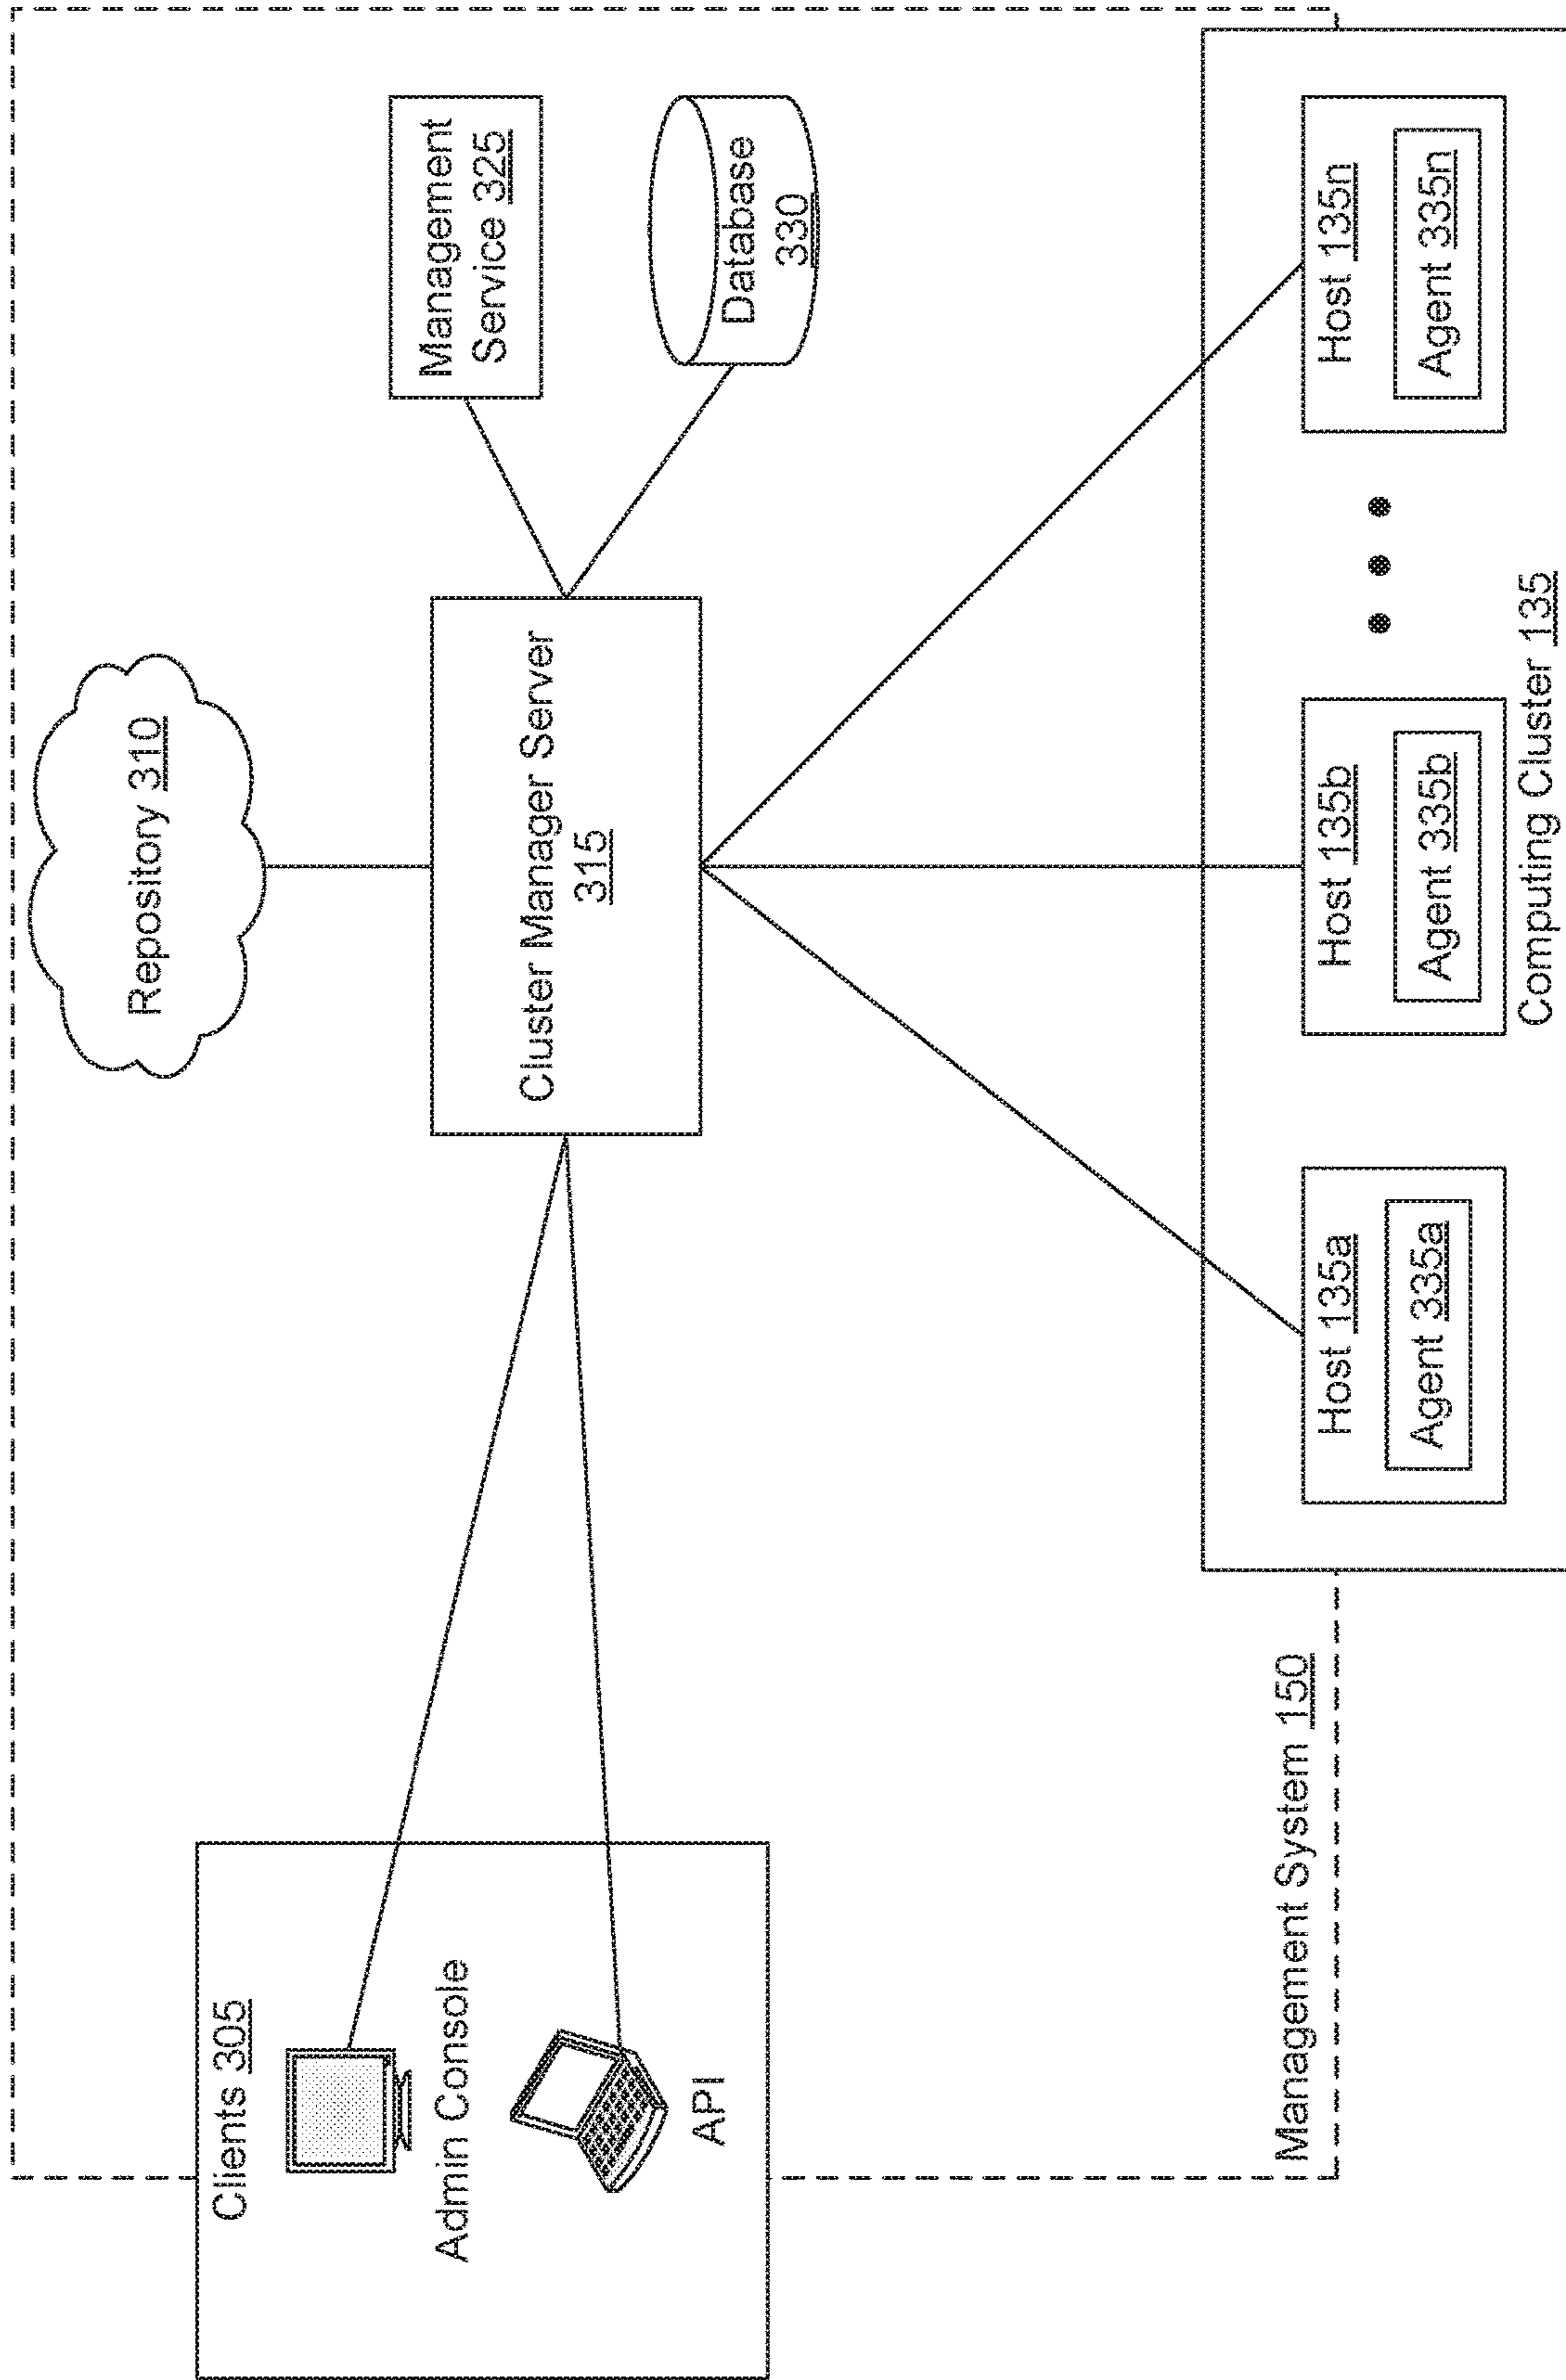 Repository 310
Clients 305
Admin Console
API
Cluster Manager Server
315
Management
Service 325
Database
330
Management System 150
Host 135a
Agent 335a
Host 135b
Agent 335b
Host 135n
Agent 335n
Computing Cluster 135